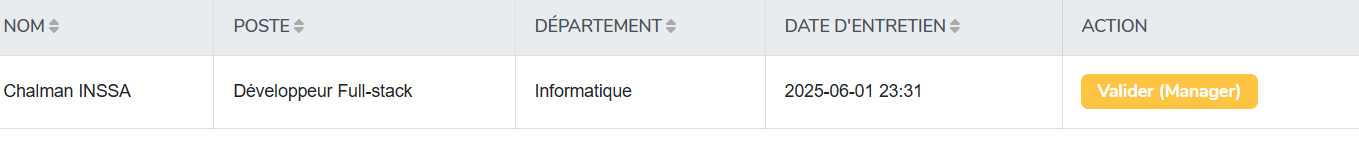 NOM POSTE DÉPARTEMENT DATE D'ENTRETIEN ACTION
Chalman INSSA Développeur Full-stack Informatique 2025-06-01 23:31 Valider (Manager)